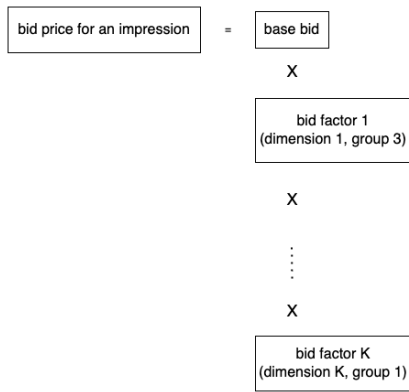 bid price for an impression = base bid
X
bid factor 1
(dimension 1, group 3)
X
X
bid factor K
(dimension K, group 1)